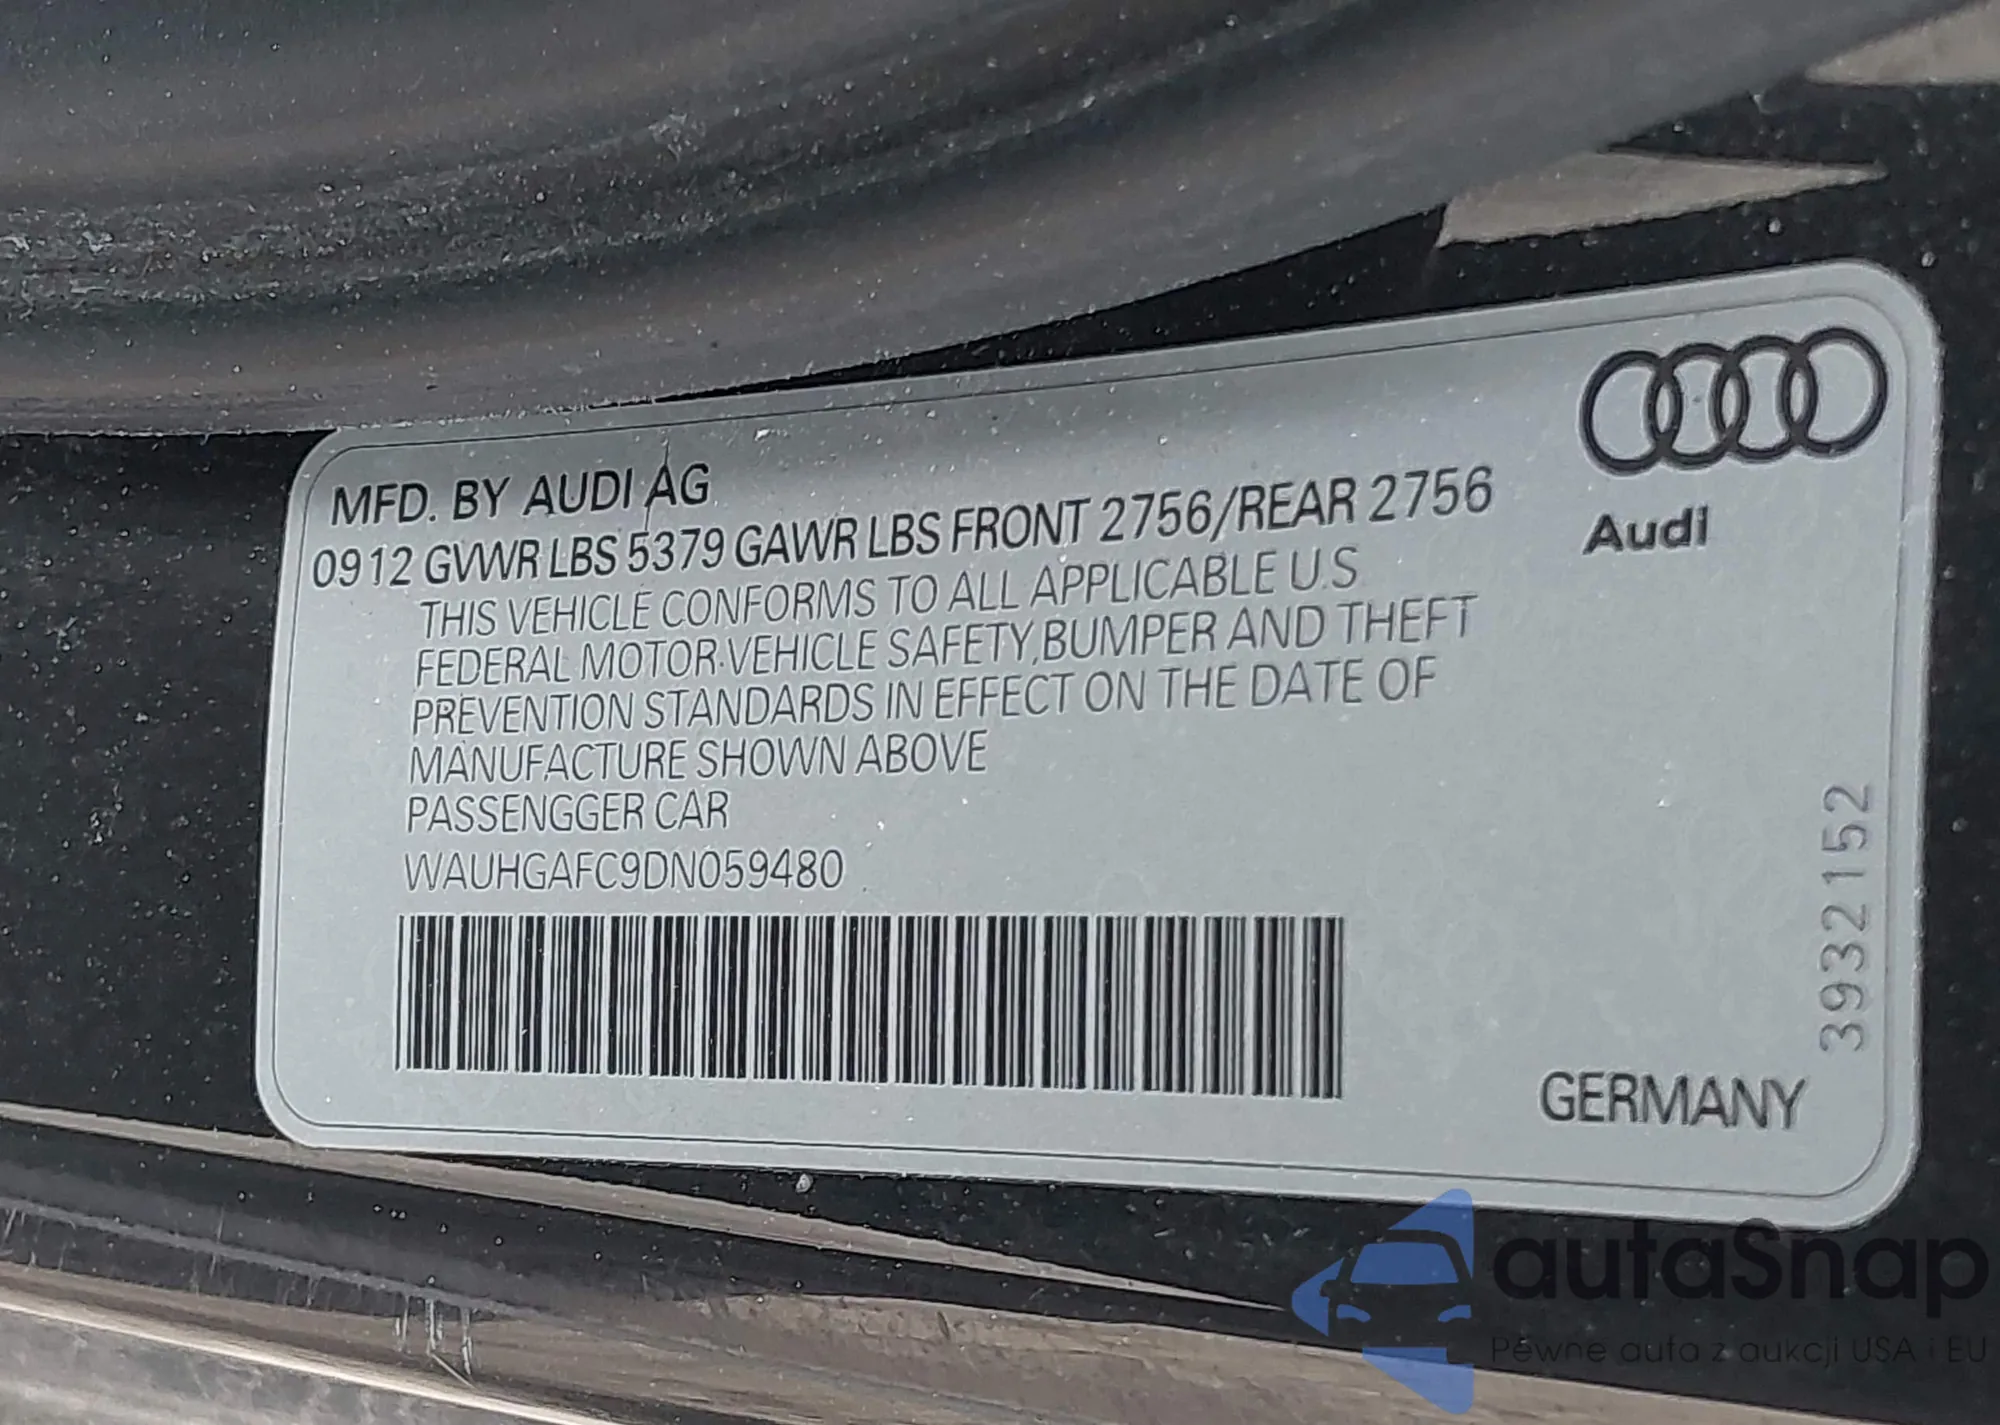 MFD. BY AUDI AG
0912 GVWR LBS 5379 GAWR LBS FRONT 2756/REAR 2756
THIS VEHICLE CONFORMS TO ALL APPLICABLE U.S
FEDERAL MOTOR VEHICLE SAFETY, BUMPER AND THEFT
PREVENTION STANDARDS IN EFFECT ON THE DATE OF
MANUFACTURE SHOWN ABOVE
PASSENGGER CAR
WAUHGAFC9DN059480
Audi
3932152
GERMANY
autaSnap
Pewne auta z aukcji USA i EU